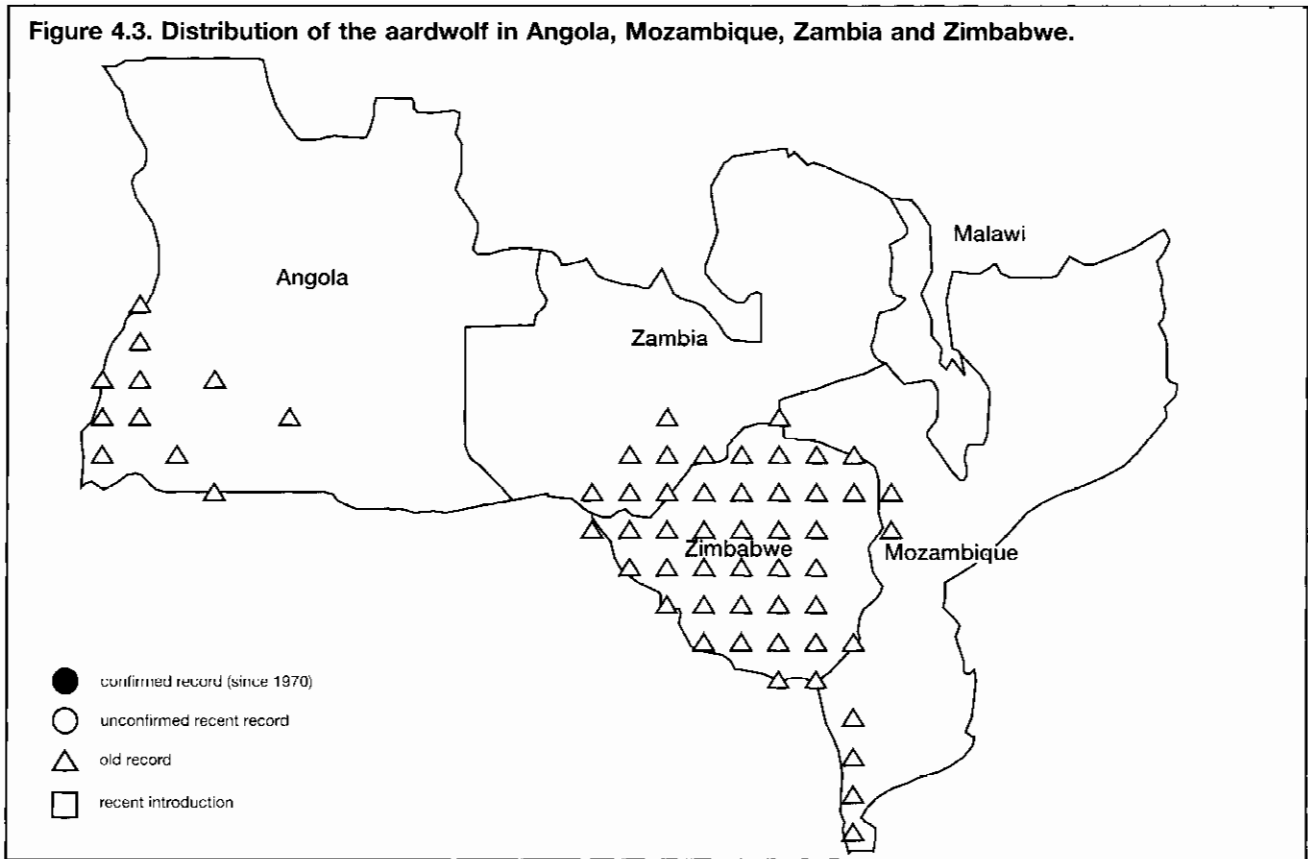 Figure 4.3. Distribution of the aardwolf in Angola, Mozambique, Zambia and Zimbabwe.
Malawi
Angola
Zambia
Zimbabwe
Mozambique
confirmed record (since 1970)
unconfirmed recent record
old record
recent introduction